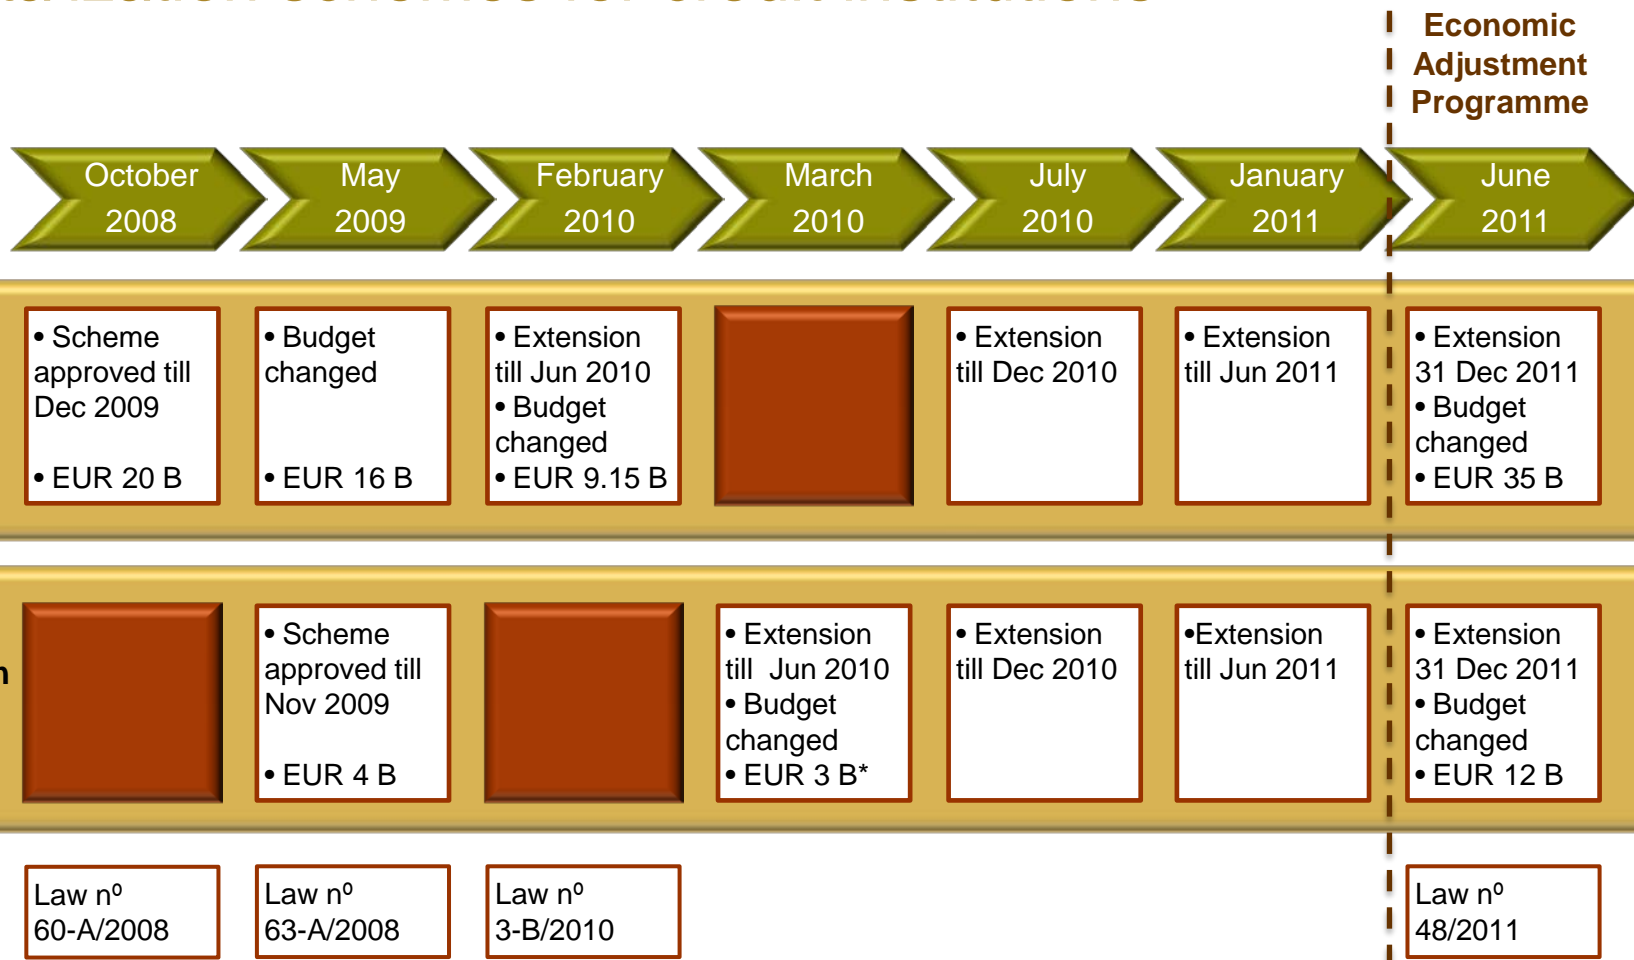 Economic
Adjustment
Programme
October
2008
May
2009
February
2010
March
2010
July
2010
January
2011
June
2011
• Scheme
approved till
Dec 2009
• EUR 20 B
• Budget
changed
• EUR 16 B
• Extension
till Jun 2010
• Budget
changed
• EUR 9.15 B
• Extension
till Dec 2010
• Extension
till Jun 2011
• Extension
31 Dec 2011
• Budget
changed
• EUR 35 B
• Scheme
approved till
Nov 2009
• EUR 4 B
• Extension
till Jun 2010
• Budget
changed
• EUR 3 B*
• Extension
till Dec 2010
•Extension
till Jun 2011
• Extension
31 Dec 2011
• Budget
changed
• EUR 12 B
Law nº
60-A/2008
Law nº
63-A/2008
Law nº
3-B/2010
Law nº
48/2011